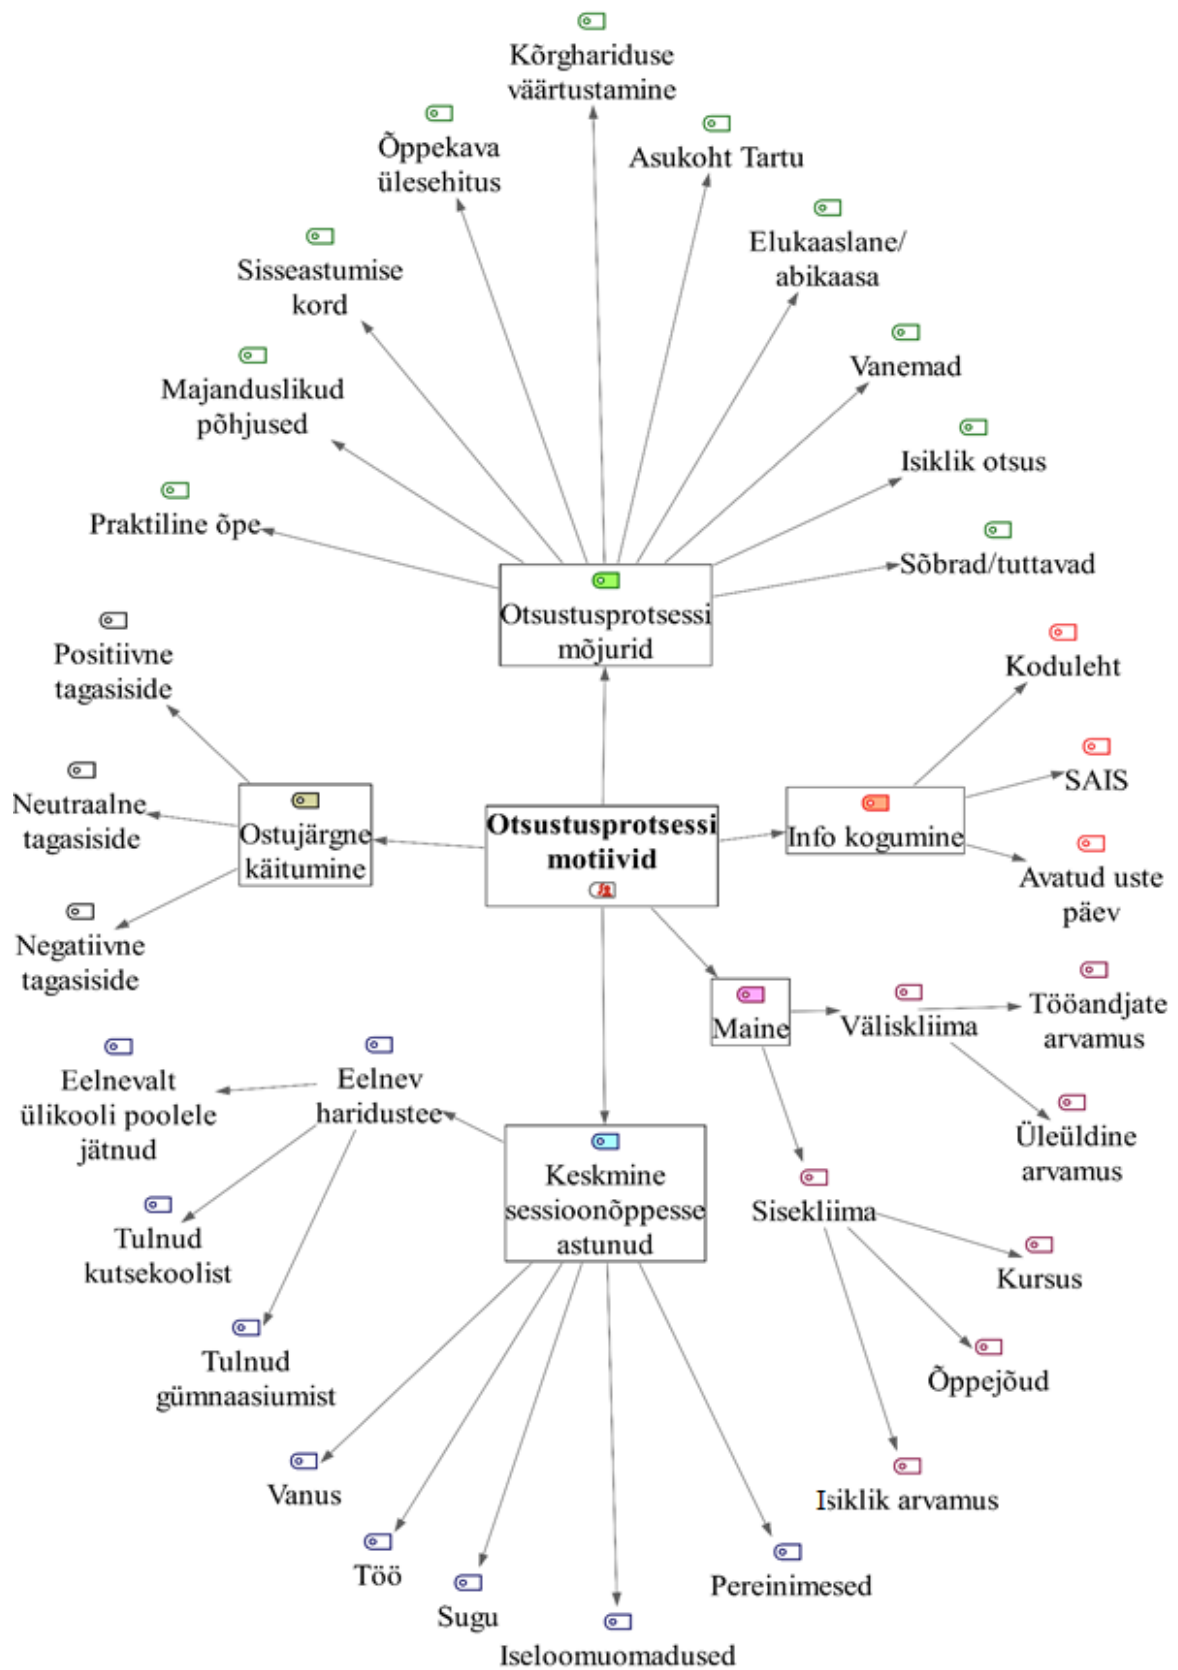 Kõrghariduse
väärtustamine
Õppekava
ülesehitus
Asukoht Tartu
Sisseastumise
kord
Elukaaslane/
abikaasa
Majanduslikud
põhjused
Vanemad
Praktiline õpe
Isiklik otsus
Sõbrad/tuttavad
Otsustusprotsessi
mõjurid
Positiivne
tagasiside
Neutraalne
tagasiside
Negatiivne
tagasiside
Ostujärgne
käitumine
Otsustusprotsessi
motiivid
Info kogumine
Koduleht
SAIS
Avatud uste
päev
Maine
Väliskliima
Tööandjate
arvamus
Üleüldine
arvamus
Sisekliima
Kursus
Õppejõud
Isiklik arvamus
Eelnevalt
ülikooli poolele
jätnud
Eelnev
haridustee
Tulnud
kutsekoolist
Tulnud
gümnaasiumist
Keskmine
sessioonõppesse
astunud
Vanus
Töö
Sugu
Iseloomuomadused
Pereinimesed